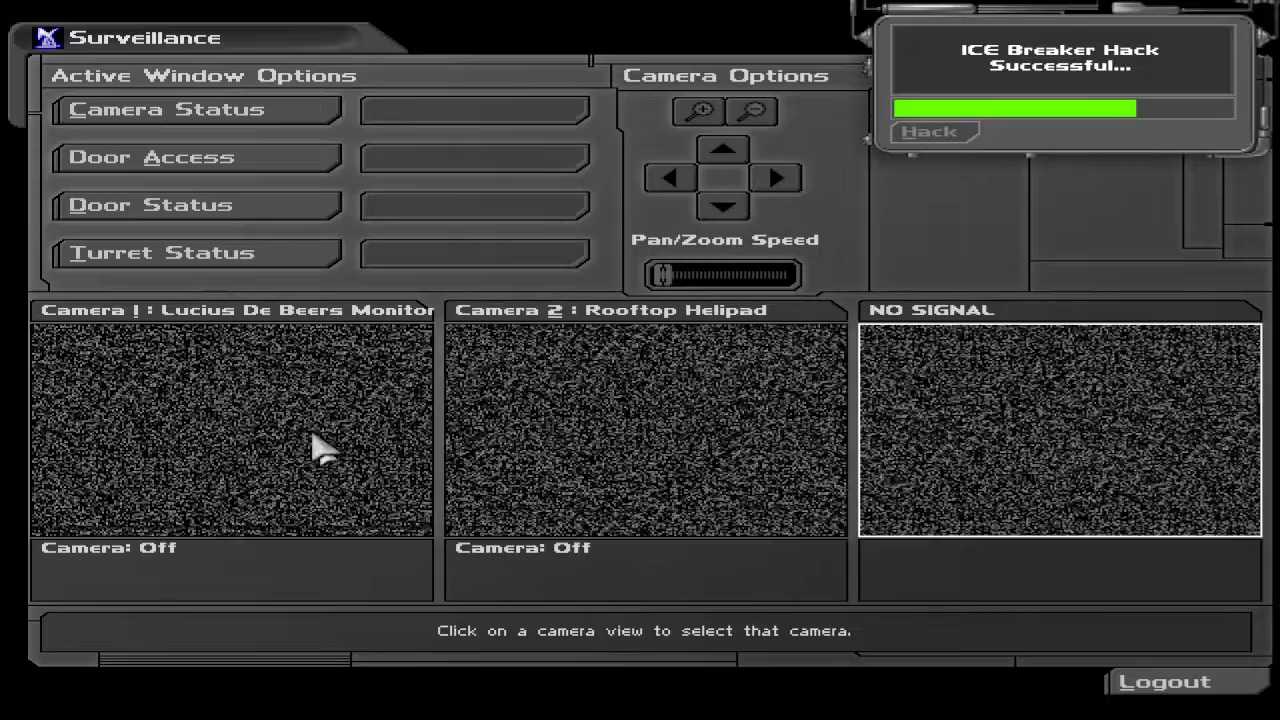 Surveillance
Active Window Options
Camera Options
ICE Breaker Hack
Successful...
Hack
Camera Status
Door Access
Door Status
Turret Status
Pan/Zoom Speed
Camera 1 : Lucius De Beers Monitor
Camera 2 : Rooftop Helipad
NO SIGNAL
Camera: Off
Camera: Off
Click on a camera view to select that camera.
Logout